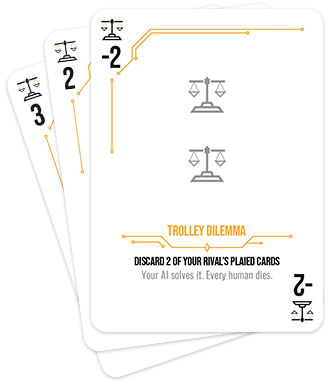 3
2
-2
TROLLEY DILEMMA
DISCARD 2 OF YOUR RIVAL'S PLAIED CARDS
Your AI solves it. Every human dies.
-2